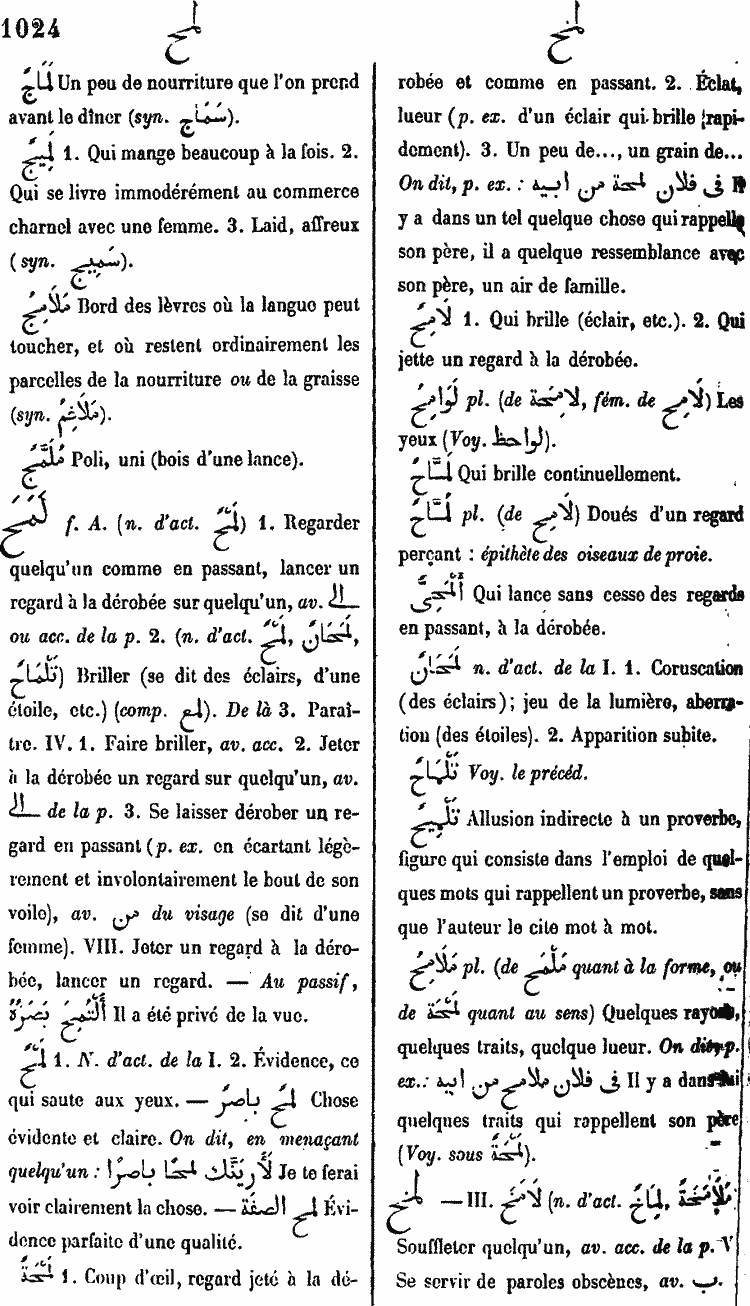 1024
لمح
لمخ
لَمَاجٌ Un peu de nourriture que l'on prend
avant le dîner (syn. سَمَاج).
لَمِيجٌ 1. Qui mange beaucoup à la fois. 2.
Qui se livre immodérément au commerce
charnel avec une femme. 3. Laid, affreux
(syn. سَمِيج).
مَلَامِجُ Bord des lèvres où la langue peut
toucher, et où restent ordinairement les
parcelles de la nourriture ou de la graisse
(syn. مَلَاغِمُ).
مُلَمَّجٌ Poli, uni (bois d'une lance).
لَمَحَ f. A. (n. d'act. لَمْحٌ) 1. Regarder
quelqu'un comme en passant, lancer un
regard à la dérobée sur quelqu'un, av. الى
ou acc. de la p. 2. (n. d'act. لَمْحٌ, لَمَحَانٌ,
تَلْمَاحٌ) Briller (se dit des éclairs, d'une
étoile, etc.) (comp. لمع). De là 3. Paraî-
tre. IV. 1. Faire briller, av. acc. 2. Jeter
à la dérobée un regard sur quelqu'un, av.
الى de la p. 3. Se laisser dérober un re-
gard en passant (p. ex. en écartant légè-
rement et involontairement le bout de son
voile), av. من du visage (se dit d'une
femme). VIII. Jeter un regard à la déro-
bée, lancer un regard. — Au passif,
أُلْتُمِحَ بَصَرُهُ Il a été privé de la vue.
لَمْحٌ 1. N. d'act. de la I. 2. Évidence, ce
qui saute aux yeux. — لَمْحٌ بَاصِرٌ Chose
évidente et claire. On dit, en menaçant
quelqu'un : لَأُرِيَنَّكَ لَمْحًا بَاصِرًا Je te ferai
voir clairement la chose. — لمح الصفة Évi-
dence parfaite d'une qualité.
لَمْحَةٌ 1. Coup d'œil, regard jeté à la dé-
robée et comme en passant. 2. Éclat,
lueur (p. ex. d'un éclair qui brille rapi-
dement). 3. Un peu de..., un grain de...
On dit, p. ex. : فى فلان لمحة من ابيه Il
y a dans un tel quelque chose qui rappelle
son père, il a quelque ressemblance avec
son père, un air de famille.
لَامِحٌ 1. Qui brille (éclair, etc.). 2. Qui
jette un regard à la dérobée.
لَوَامِحُ pl. (de لَامِحَة, fém. de لَامِح) Les
yeux (Voy. لواحظ).
لَمَّاحٌ Qui brille continuellement.
لُمَّاحٌ pl. (de لَامِح) Doués d'un regard
perçant : épithète des oiseaux de proie.
أَلْمَحِىٌّ Qui lance sans cesse des regards
en passant, à la dérobée.
لَمَحَانٌ n. d'act. de la I. 1. Coruscation
(des éclairs); jeu de la lumière, aberra-
tion (des étoiles). 2. Apparition subite.
تَلْمَاحٌ Voy. le précéd.
تَلْمِيحٌ Allusion indirecte à un proverbe,
figure qui consiste dans l'emploi de quel-
ques mots qui rappellent un proverbe, sans
que l'auteur le cite mot à mot.
مَلَامِحُ pl. (de مَلْمَح quant à la forme, ou
de لَمْحَة quant au sens) Quelques rayons,
quelques traits, quelque lueur. On dit, p.
ex.: فى فلان ملامح من ابيه Il y a dans lui
quelques traits qui rappellent son père
(Voy. sous لَمْحَةٌ).
لمخ — III. لَامَخَ (n. d'act. لِمَاخٌ, مُلَامَخَةٌ)
Souffleter quelqu'un, av. acc. de la p. V
Se servir de paroles obscènes, av. ب.